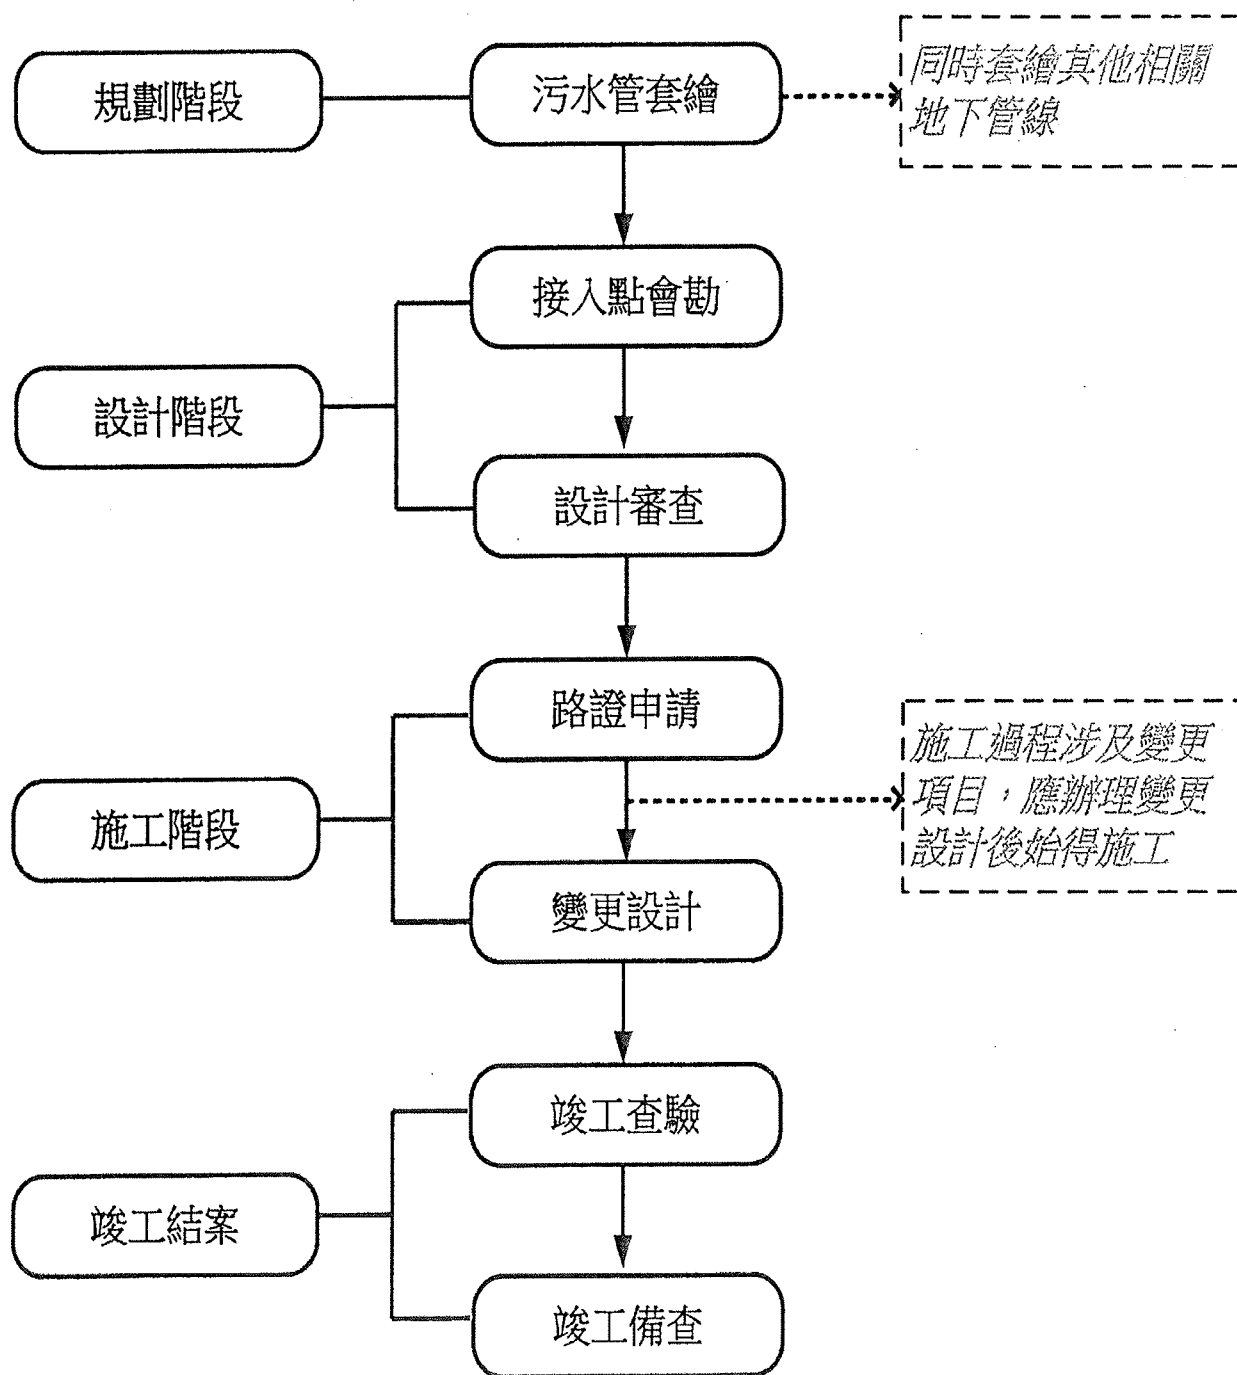 規劃階段
污水管套繪
同時套繪其他相關
地下管線
接入點會勘
設計階段
設計審查
路證申請
施工過程涉及變更
項目，應辦理變更
設計後始得施工
施工階段
變更設計
竣工查驗
竣工結案
竣工備查